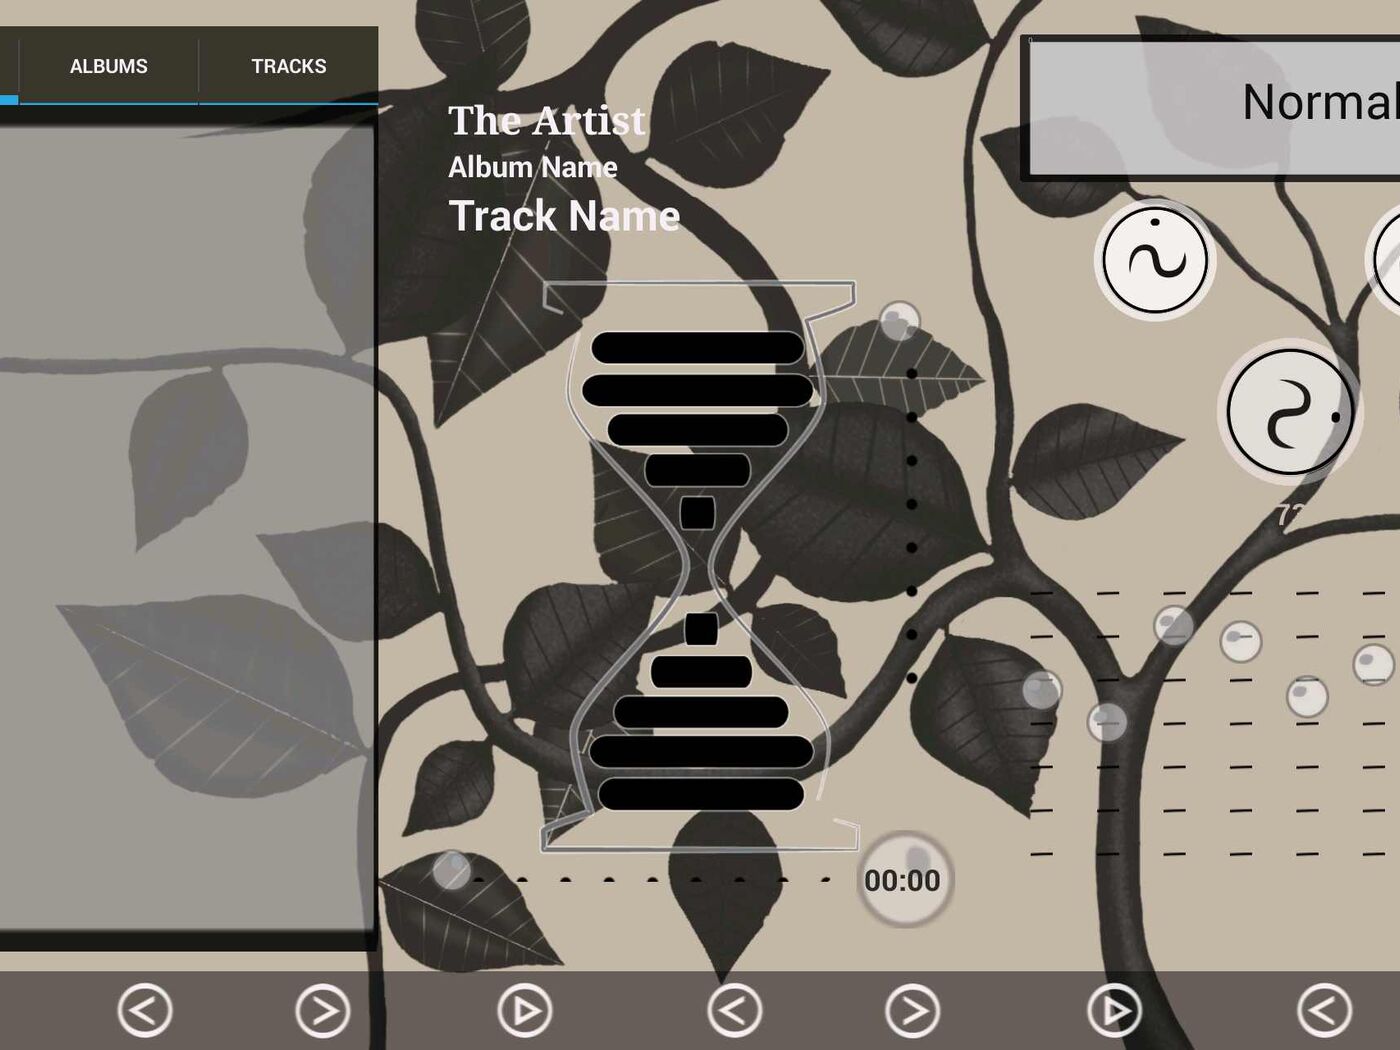 ALBUMS
TRACKS
The Artist
Album Name
Track Name
Normal
00:00